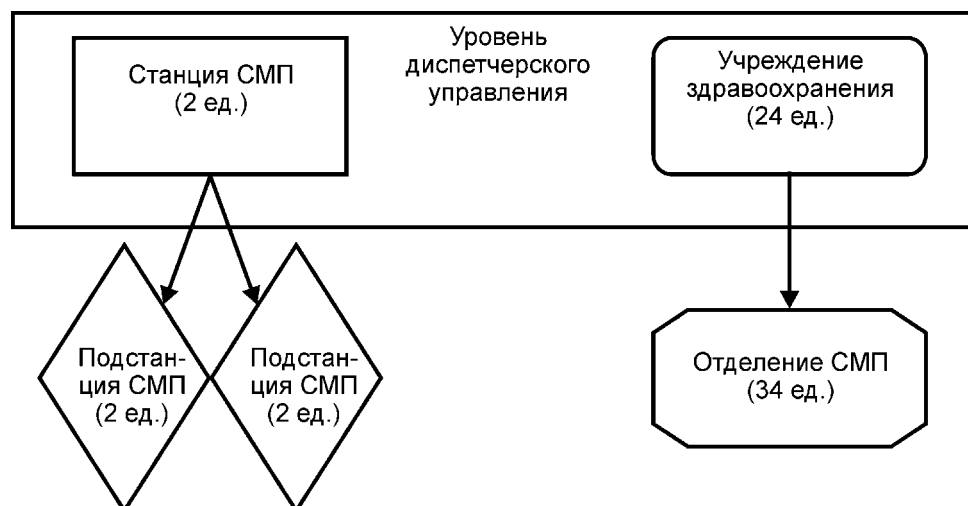 Станция СМП
(2 ед.)
Уровень
диспетчерского
управления
Учреждение
здравоохранения
(24 ед.)
Подстан-
ция СМП
(2 ед.)
Подстан-
ция СМП
(2 ед.)
Отделение СМП
(34 ед.)